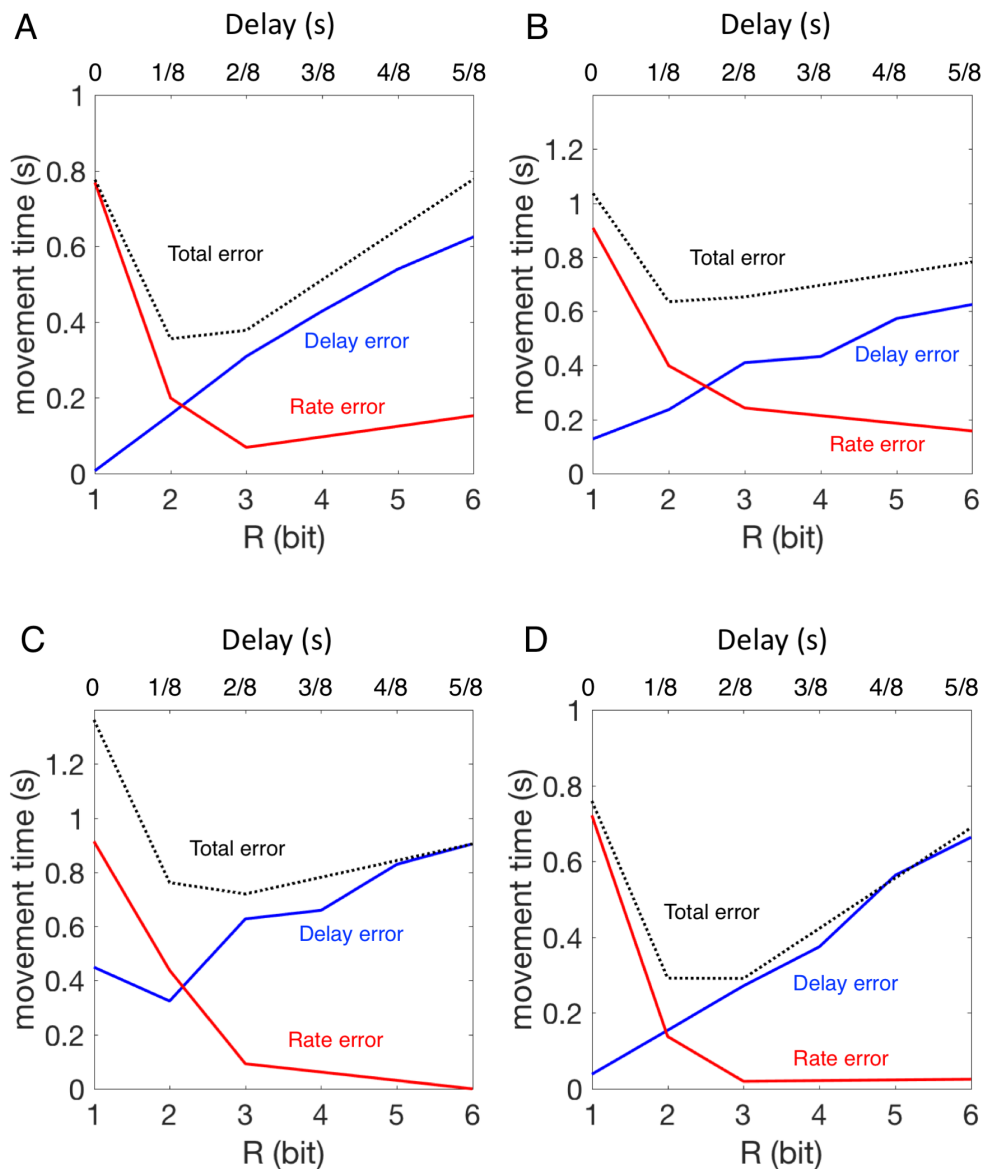 A
Delay (s)
0 1/8 2/8 3/8 4/8 5/8
1
0.8
0.6
0.4
0.2
0
movement time (s)
Total error
Delay error
Rate error
1 2 3 4 5 6
R (bit)
B
Delay (s)
0 1/8 2/8 3/8 4/8 5/8
1.2
1
0.8
0.6
0.4
0.2
0
movement time (s)
Total error
Delay error
Rate error
1 2 3 4 5 6
R (bit)
C
Delay (s)
0 1/8 2/8 3/8 4/8 5/8
1.2
1
0.8
0.6
0.4
0.2
0
movement time (s)
Total error
Delay error
Rate error
1 2 3 4 5 6
R (bit)
D
Delay (s)
0 1/8 2/8 3/8 4/8 5/8
1
0.8
0.6
0.4
0.2
0
movement time (s)
Total error
Delay error
Rate error
1 2 3 4 5 6
R (bit)